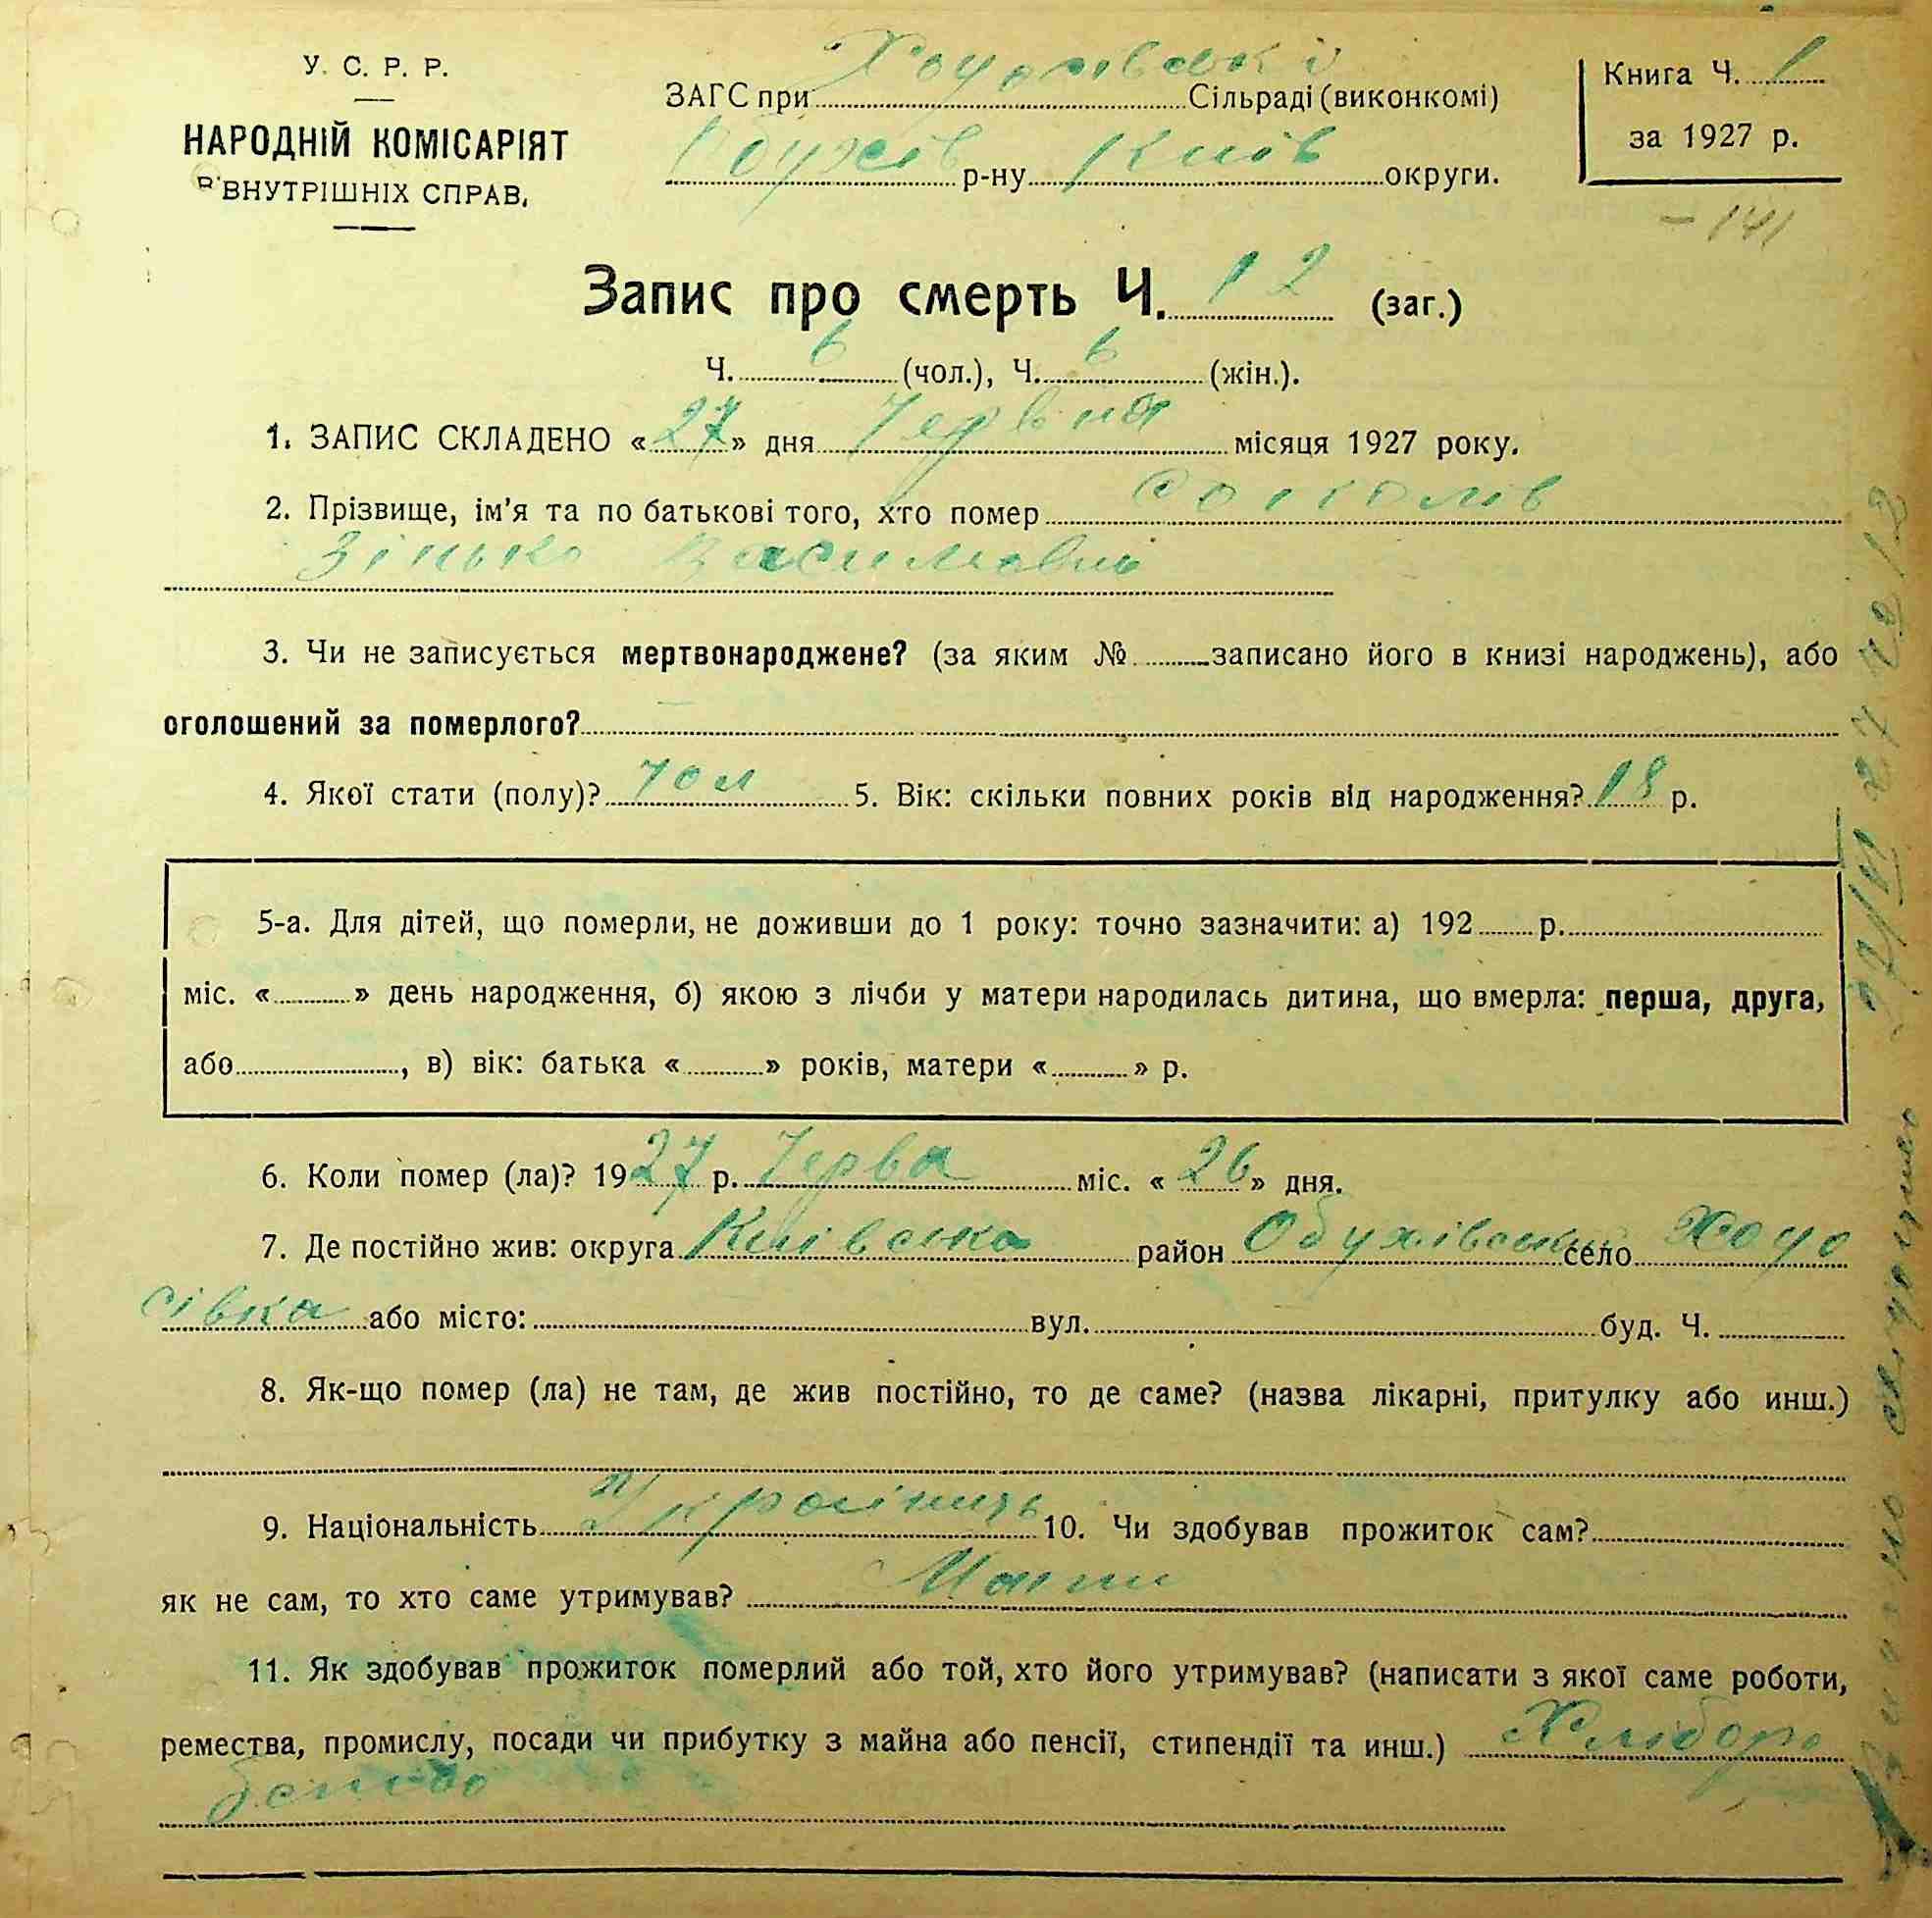 У. С. Р. Р.
НАРОДНІЙ КОМІСАРІЯТ
ВНУТРІШНІХ СПРАВ.
ЗАГС при Сільраді (виконкомі)
Обухів р-ну Київ округи.
Книга Ч. 1
за 1927 р.
141
Запис про смерть Ч. 12 (заг.)
Ч. 6 (чол.), Ч. 6 (жін.).
1. ЗАПИС СКЛАДЕНО «27» дня Червня місяця 1927 року.
2. Прізвище, ім'я та по батькові того, хто помер
Зінько Василовий
3. Чи не записується мертвонароджене? (за яким № записано його в книзі народжень), або
оголошений за померлого?
4. Якої стати (полу)? Чол 5. Вік: скільки повних років від народження? 18 р.
5-а. Для дітей, що померли, не доживши до 1 року: точно зазначити: а) 192 р.
міс. « » день народження, б) якою з лічби у матери народилась дитина, що вмерла: перша, друга,
або , в) вік: батька « » років, матери « » р.
6. Коли помер (ла)? 1927 р. Черва міс. «26» дня.
7. Де постійно жив: округа Київська район Обухівський село Хоуо
сівка або місто: вул. буд. Ч.
8. Як-що помер (ла) не там, де жив постійно, то де саме? (назва лікарні, притулку або инш.)
9. Національність Україниць 10. Чи здобував прожиток сам?
як не сам, то хто саме утримував? Мати
11. Як здобував прожиток померлий або той, хто його утримував? (написати з якої саме роботи,
ремества, промислу, посади чи прибутку з майна або пенсії, стипендії та инш.) Хліборо
бство